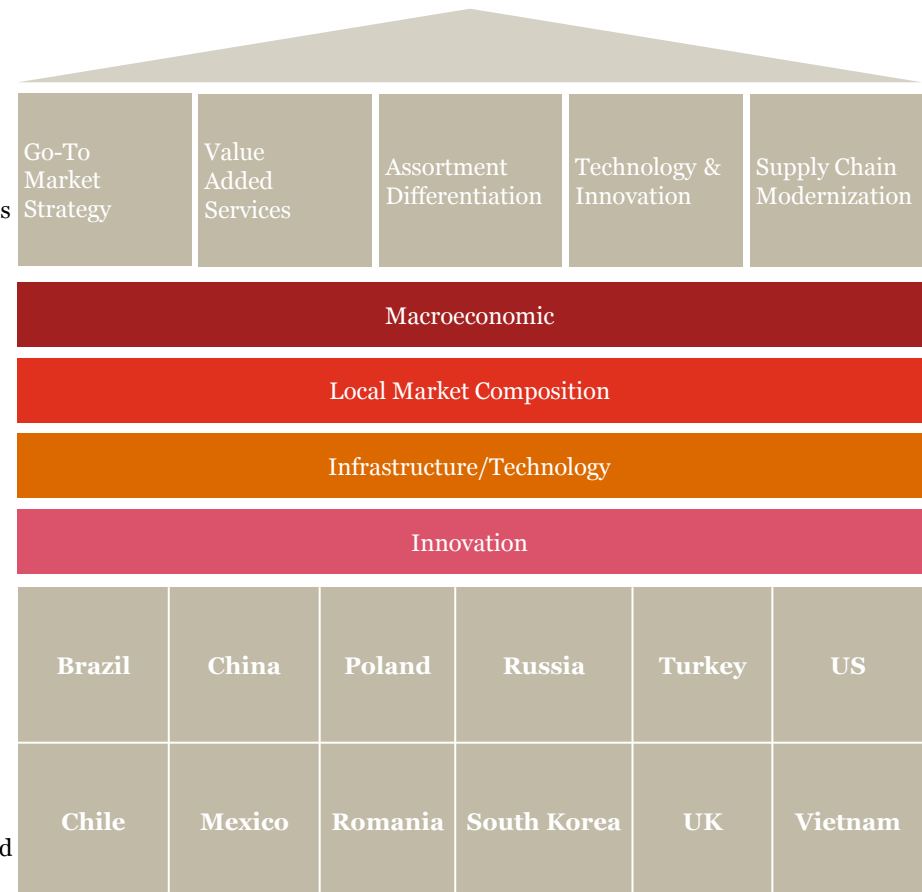 Go-To
Market
Strategy
Value
Added
Services
Assortment
Differentiation
Technology &
Innovation
Supply Chain
Modernization
s
Macroeconomic
Local Market Composition
Infrastructure/Technology
Innovation
Brazil China Poland Russia Turkey US
Chile Mexico Romania South Korea UK Vietnam
d